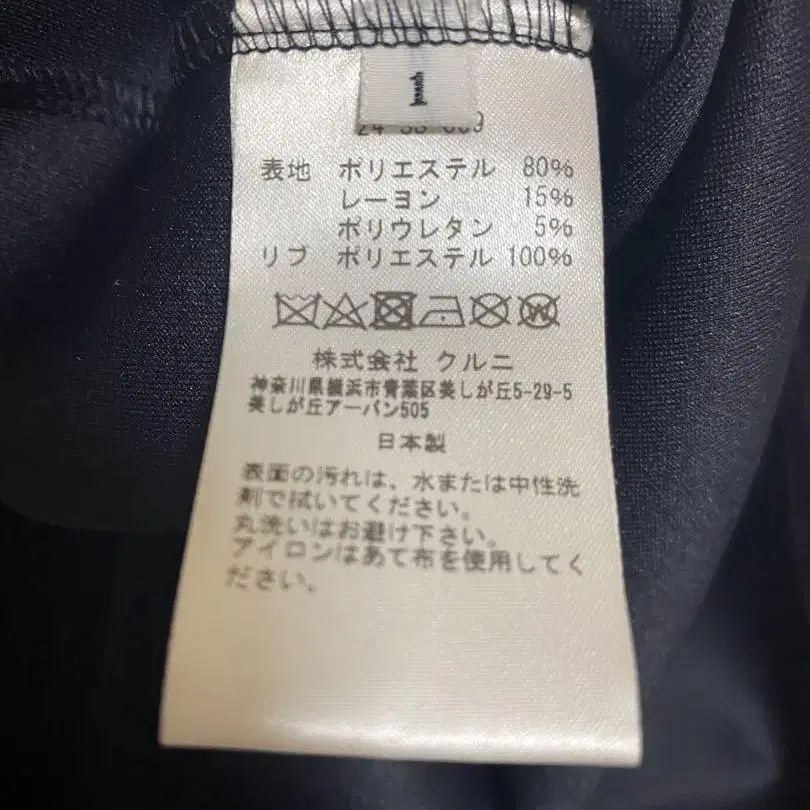 1
表地 ポリエステル 80%
レーヨン 15%
ポリウレタン 5%
リブ ポリエステル 100%
株式会社 クルニ
神奈川県横浜市青葉区美しが丘5-29-5
美しが丘アーバン505
日本製
表面の汚れは、水または中性洗
剤で拭いてください。
丸洗いはお避け下さい。
アイロンはあて布を使用してく
ださい。